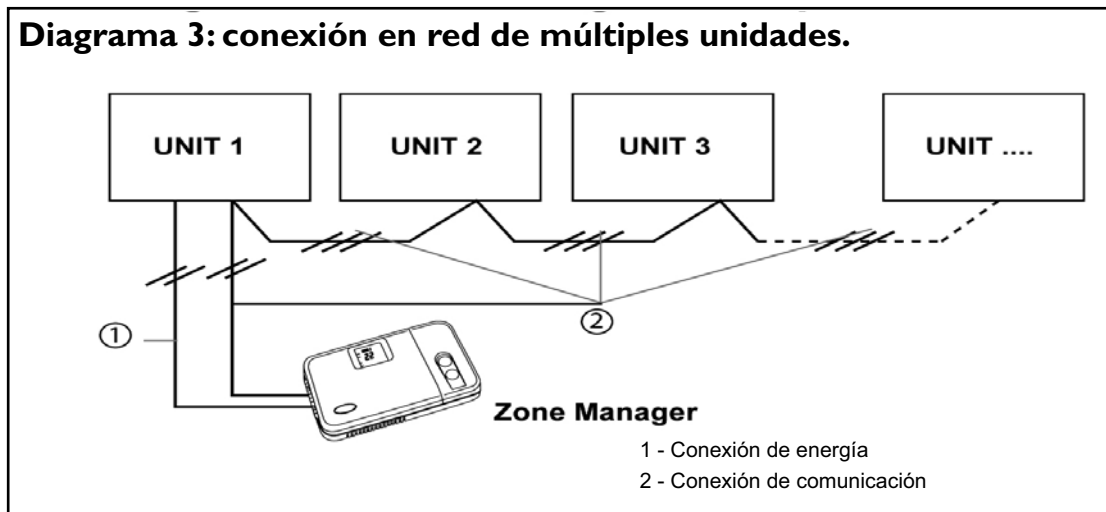 Diagrama 3: conexión en red de múltiples unidades.
UNIT 1
UNIT 2
UNIT 3
UNIT ....
①
②
22
Zone Manager
1 - Conexión de energía
2 - Conexión de comunicación